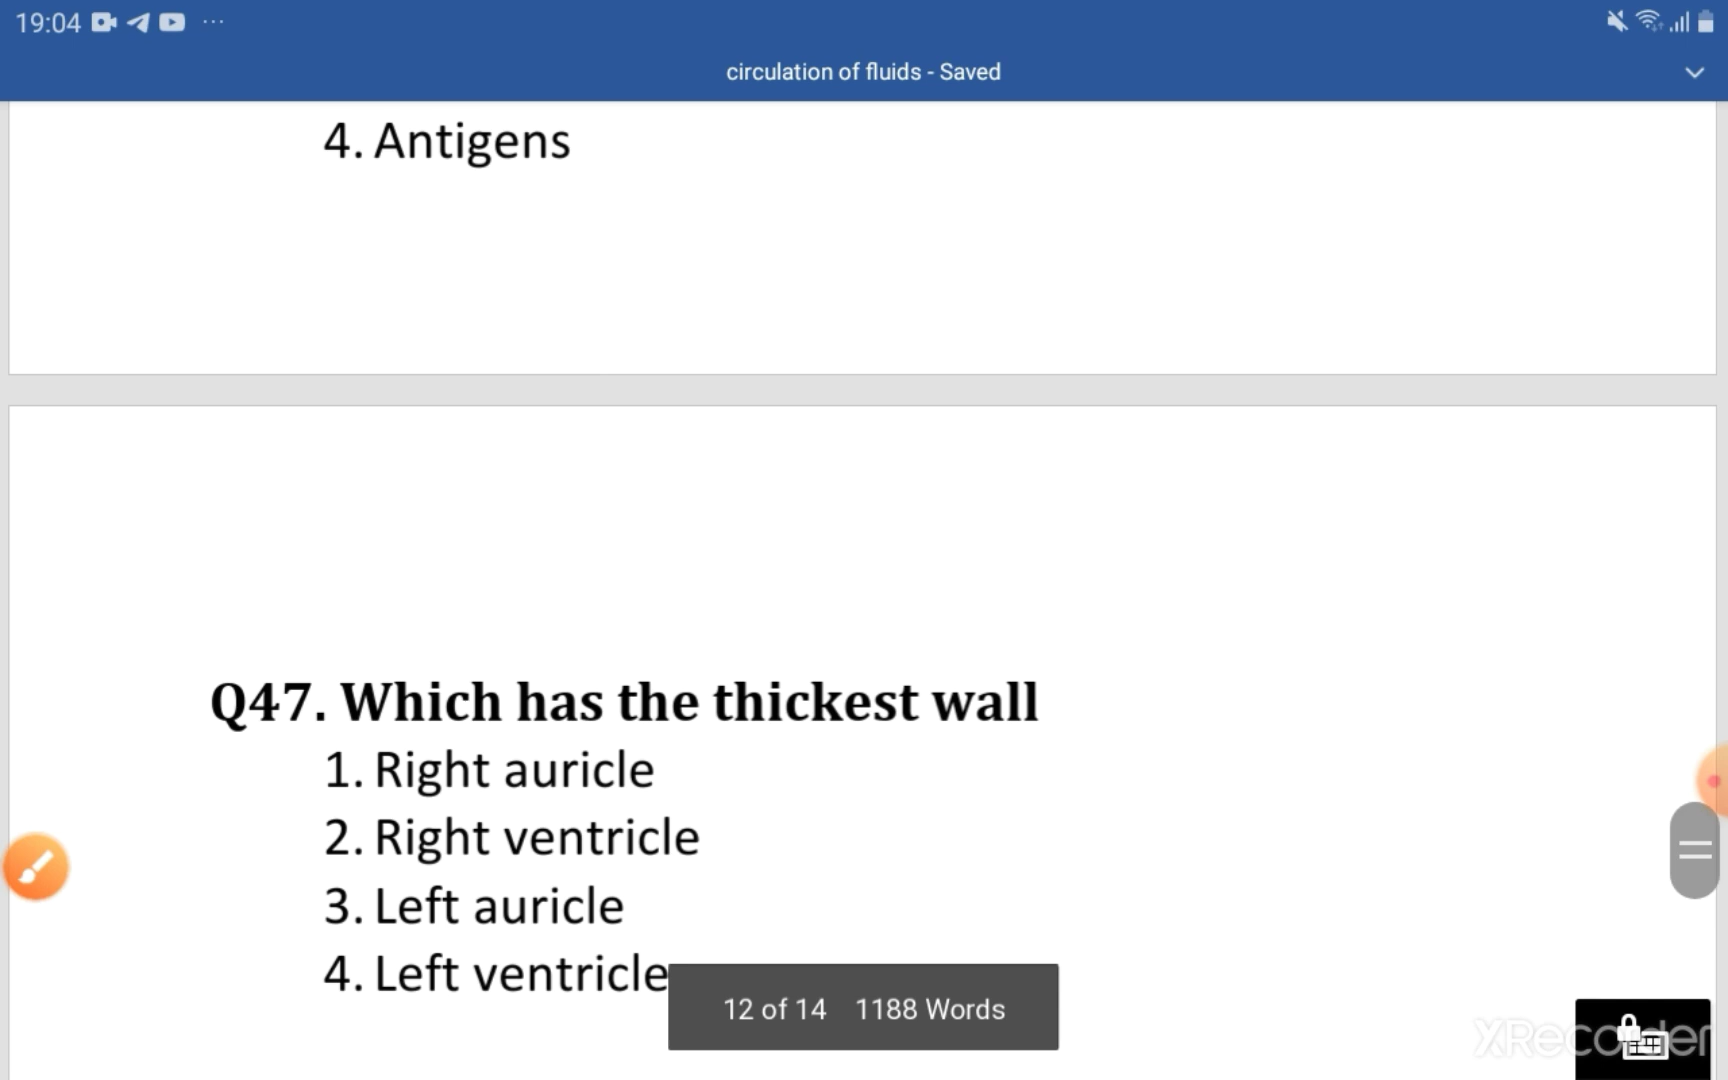 19:04
circulation of fluids - Saved
4. Antigens
Q47. Which has the thickest wall
1. Right auricle
2. Right ventricle
3. Left auricle
4. Left ventricle
12 of 14 1188 Words
XRecorder